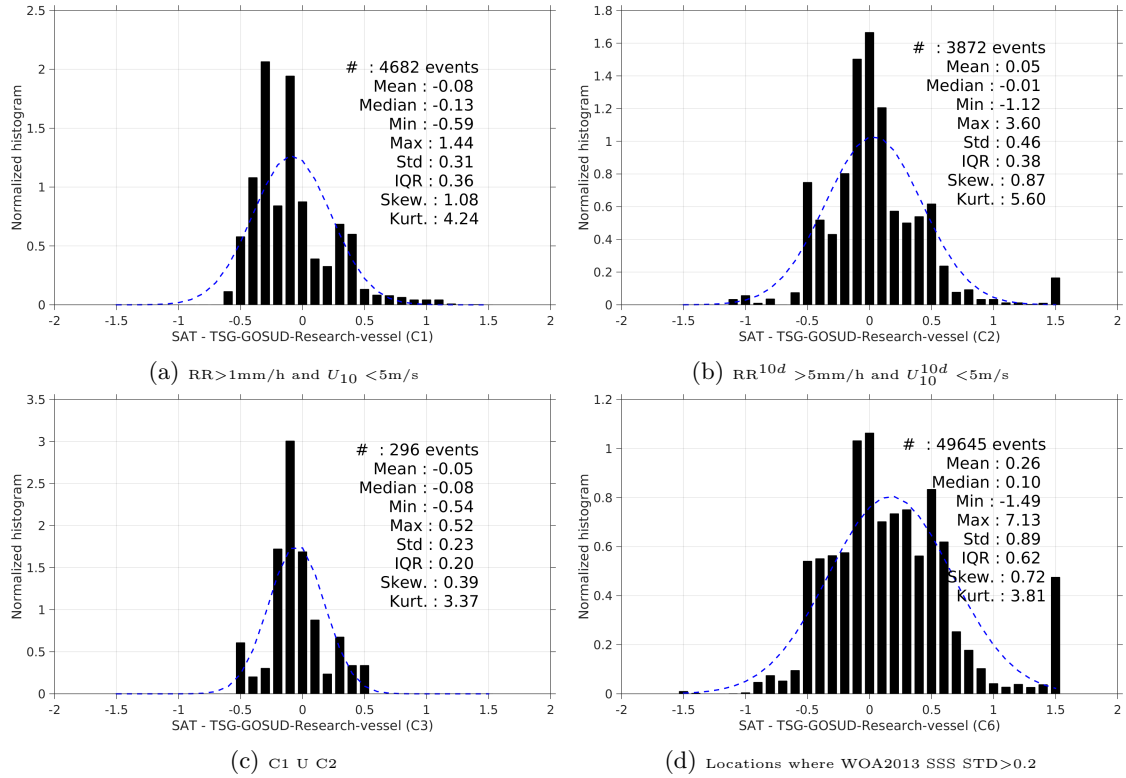 2.5
2
1.5
1
0.5
0
Normalized histogram
# : 4682 events
Mean : -0.08
Median : -0.13
Min : -0.59
Max : 1.44
Std : 0.31
IQR : 0.36
Skew. : 1.08
Kurt. : 4.24
-2 -1.5 -1 -0.5 0 0.5 1 1.5 2
SAT - TSG-GOSUD-Research-vessel (C1)
(a) RR>1mm/h and U10 <5m/s
1.8
1.6
1.4
1.2
1
0.8
0.6
0.4
0.2
0
Normalized histogram
# : 3872 events
Mean : 0.05
Median : -0.01
Min : -1.12
Max : 3.60
Std : 0.46
IQR : 0.38
Skew. : 0.87
Kurt. : 5.60
-2 -1.5 -1 -0.5 0 0.5 1 1.5 2
SAT - TSG-GOSUD-Research-vessel (C2)
(b) RR^10d >5mm/h and U_10^10d <5m/s
3.5
3
2.5
2
1.5
1
0.5
0
Normalized histogram
# : 296 events
Mean : -0.05
Median : -0.08
Min : -0.54
Max : 0.52
Std : 0.23
IQR : 0.20
Skew. : 0.39
Kurt. : 3.37
-2 -1.5 -1 -0.5 0 0.5 1 1.5 2
SAT - TSG-GOSUD-Research-vessel (C3)
(c) C1 U C2
1.2
1
0.8
0.6
0.4
0.2
0
Normalized histogram
# : 49645 events
Mean : 0.26
Median : 0.10
Min : -1.49
Max : 7.13
Std : 0.89
IQR : 0.62
Skew. : 0.72
Kurt. : 3.81
-2 -1.5 -1 -0.5 0 0.5 1 1.5 2
SAT - TSG-GOSUD-Research-vessel (C6)
(d) Locations where WOA2013 SSS STD>0.2